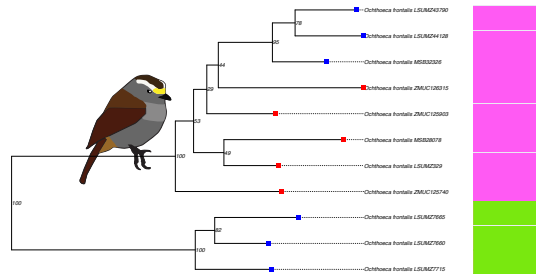 Ochthoeca frontalis LSUMZ43790
78
Ochthoeca frontalis LSUMZ44128
95
Ochthoeca frontalis MSB32326
44
Ochthoeca frontalis ZMUC126315
39
Ochthoeca frontalis ZMUC125903
53
Ochthoeca frontalis MSB28078
49
100
Ochthoeca frontalis LSUMZ329
Ochthoeca frontalis ZMUC125740
100
Ochthoeca frontalis LSUMZ7665
82
Ochthoeca frontalis LSUMZ7660
100
Ochthoeca frontalis LSUMZ7715